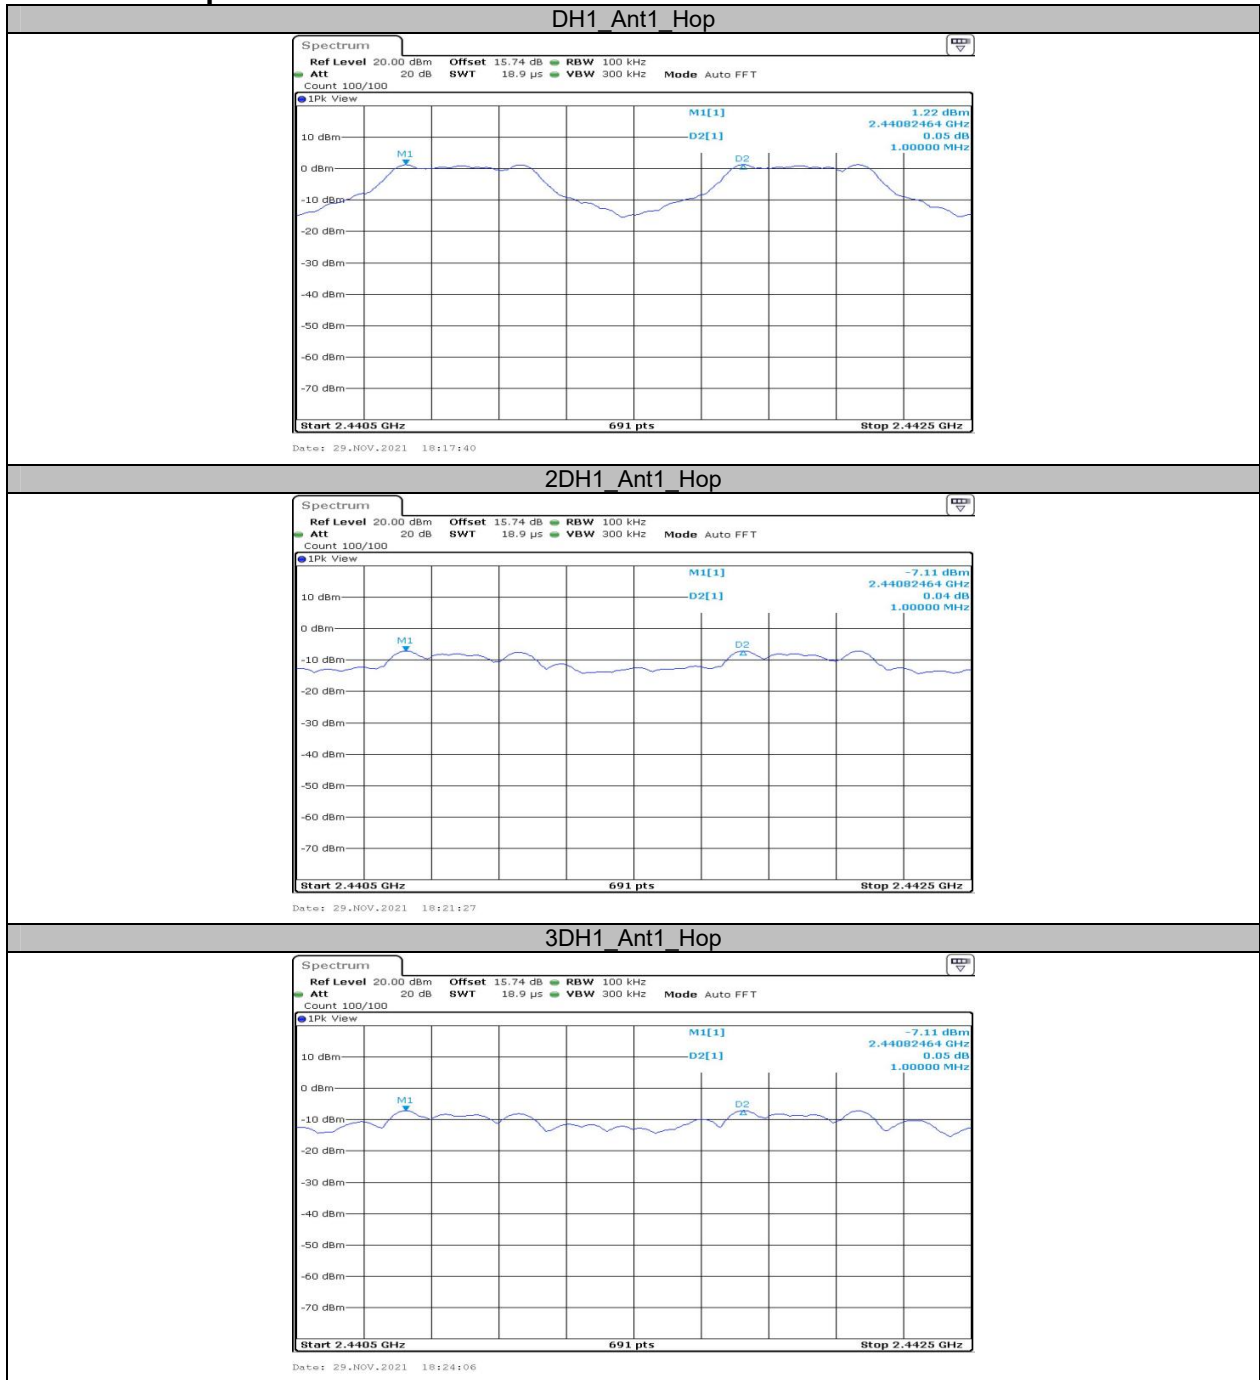 DH1_Ant1_Hop
Spectrum
Ref Level 20.00 dBm Offset 15.74 dB RBW 100 kHz
Att 20 dB SWT 18.9 µs VBW 300 kHz Mode Auto FFT
Count 100/100
1Pk View
M1[1] 1.22 dBm
2.44082464 GHz
10 dBm D2[1] 0.05 dB
1.00000 MHz
M1 D2
0 dBm
-10 dBm
-20 dBm
-30 dBm
-40 dBm
-50 dBm
-60 dBm
-70 dBm
Start 2.4405 GHz 691 pts Stop 2.4425 GHz
Date: 29.NOV.2021 18:17:40
2DH1_Ant1_Hop
Spectrum
Ref Level 20.00 dBm Offset 15.74 dB RBW 100 kHz
Att 20 dB SWT 18.9 µs VBW 300 kHz Mode Auto FFT
Count 100/100
1Pk View
M1[1] -7.11 dBm
2.44082464 GHz
10 dBm D2[1] 0.04 dB
1.00000 MHz
0 dBm
M1 D2
-10 dBm
-20 dBm
-30 dBm
-40 dBm
-50 dBm
-60 dBm
-70 dBm
Start 2.4405 GHz 691 pts Stop 2.4425 GHz
Date: 29.NOV.2021 18:21:27
3DH1_Ant1_Hop
Spectrum
Ref Level 20.00 dBm Offset 15.74 dB RBW 100 kHz
Att 20 dB SWT 18.9 µs VBW 300 kHz Mode Auto FFT
Count 100/100
1Pk View
M1[1] -7.11 dBm
2.44082464 GHz
10 dBm D2[1] 0.05 dB
1.00000 MHz
0 dBm
M1 D2
-10 dBm
-20 dBm
-30 dBm
-40 dBm
-50 dBm
-60 dBm
-70 dBm
Start 2.4405 GHz 691 pts Stop 2.4425 GHz
Date: 29.NOV.2021 18:24:06